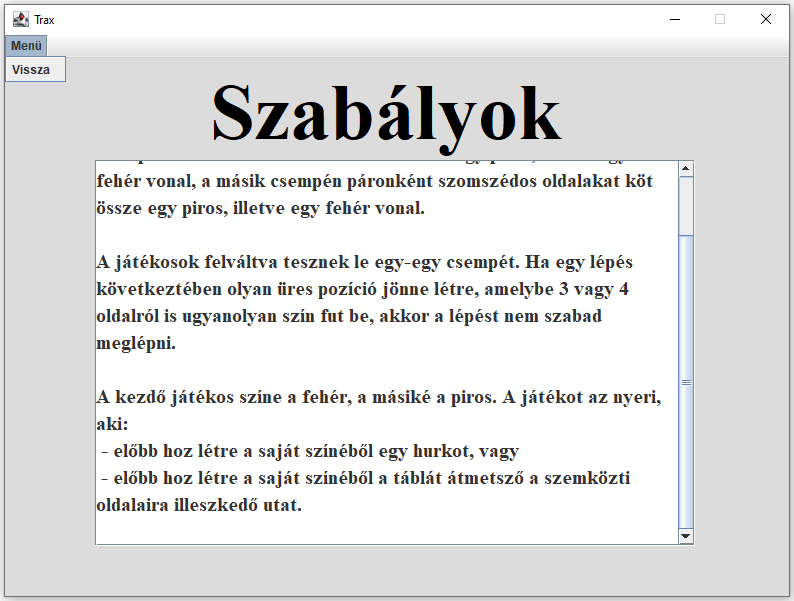 Trax
Menü
Vissza
Szabályok
fehér vonal, a másik csempén páronként szomszédos oldalakat köt
össze egy piros, illetve egy fehér vonal.
A játékosok felváltva tesznek le egy-egy csempét. Ha egy lépés
következtében olyan üres pozíció jönne létre, amelybe 3 vagy 4
oldalról is ugyanolyan szín fut be, akkor a lépést nem szabad
meglépni.
A kezdő játékos színe a fehér, a másiké a piros. A játékot az nyeri,
aki:
- előbb hoz létre a saját színéből egy hurkot, vagy
- előbb hoz létre a saját színéből a táblát átmetsző a szemközti
oldalaira illeszkedő utat.